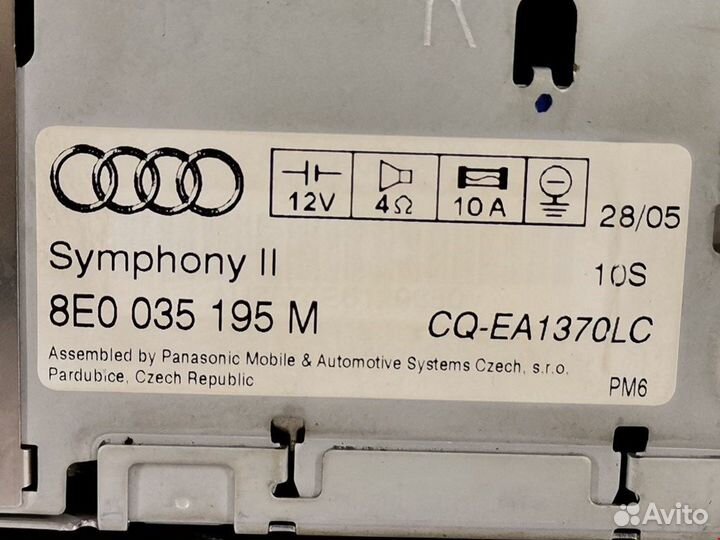 R
12V
4Ω
10A
28/05
Symphony II
10S
8E0 035 195 M
CQ-EA1370LC
Assembled by Panasonic Mobile & Automotive Systems Czech, s.r.o.
Pardubice, Czech Republic
PM6
Avito